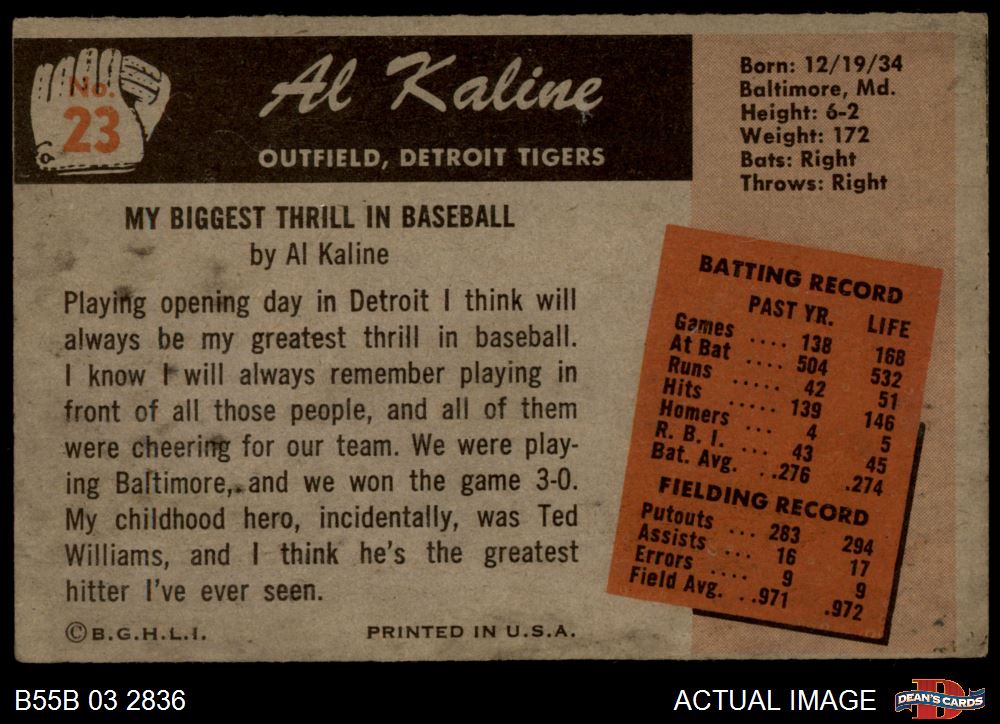 No.
23
Al Kaline
OUTFIELD, DETROIT TIGERS
Born: 12/19/34
Baltimore, Md.
Height: 6-2
Weight: 172
Bats: Right
Throws: Right
MY BIGGEST THRILL IN BASEBALL
by Al Kaline
Playing opening day in Detroit I think will
always be my greatest thrill in baseball.
I know I will always remember playing in
front of all those people, and all of them
were cheering for our team. We were play-
ing Baltimore, and we won the game 3-0.
My childhood hero, incidentally, was Ted
Williams, and I think he's the greatest
hitter I've ever seen.
©B.G.H.L.I.
PRINTED IN U.S.A.
BATTING RECORD
PAST YR. LIFE
Games .... 138 168
At Bat .... 504 532
Runs ..... 42 51
Hits ..... 139 146
Homers ... 4 5
R. B. I. ... 43 45
Bat. Avg. ..276 .274
FIELDING RECORD
Putouts ... 283 294
Assists ... 16 17
Errors .... 9 9
Field Avg. ..971 .972
B55B 03 2836
ACTUAL IMAGE
D
DEAN'S CARDS